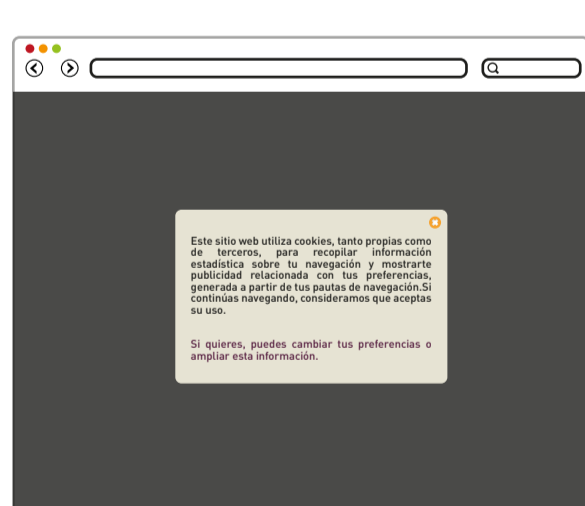 Este sitio web utiliza cookies, tanto propias como
de terceros, para recopilar información
estadística sobre tu navegación y mostrarte
publicidad relacionada con tus preferencias,
generada a partir de tus pautas de navegación.Si
continúas navegando, consideramos que aceptas
su uso.
Si quieres, puedes cambiar tus preferencias o
ampliar esta información.